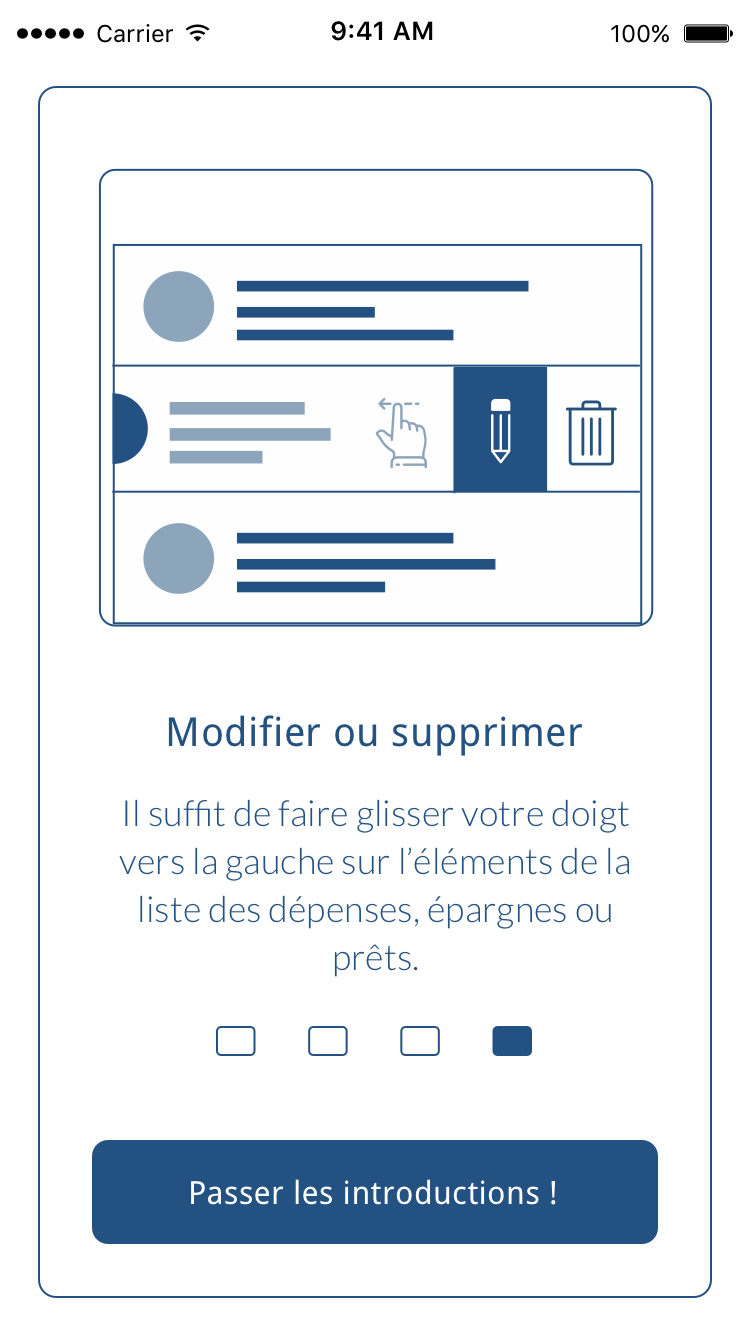 Carrier 9:41 AM 100%
Modifier ou supprimer
Il suffit de faire glisser votre doigt
vers la gauche sur l’éléments de la
liste des dépenses, épargnes ou
prêts.
Passer les introductions !